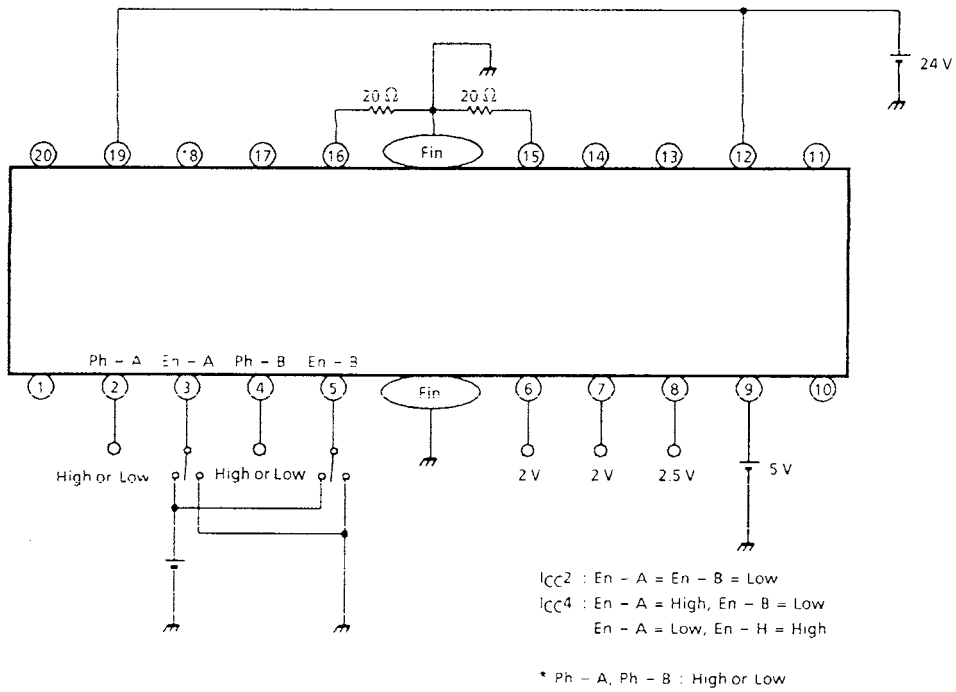 24 V
20 Ω 20 Ω
20 19 18 17 16 Fin 15 14 13 12 11
Ph – A En – A Ph – B En – B
1 2 3 4 5 Fin 6 7 8 9 10
High or Low High or Low 2 V 2 V 2.5 V 5 V
ICC2 : En – A = En – B = Low
ICC4 : En – A = High, En – B = Low
En – A = Low, En – H = High
* Ph – A, Ph – B : High or Low